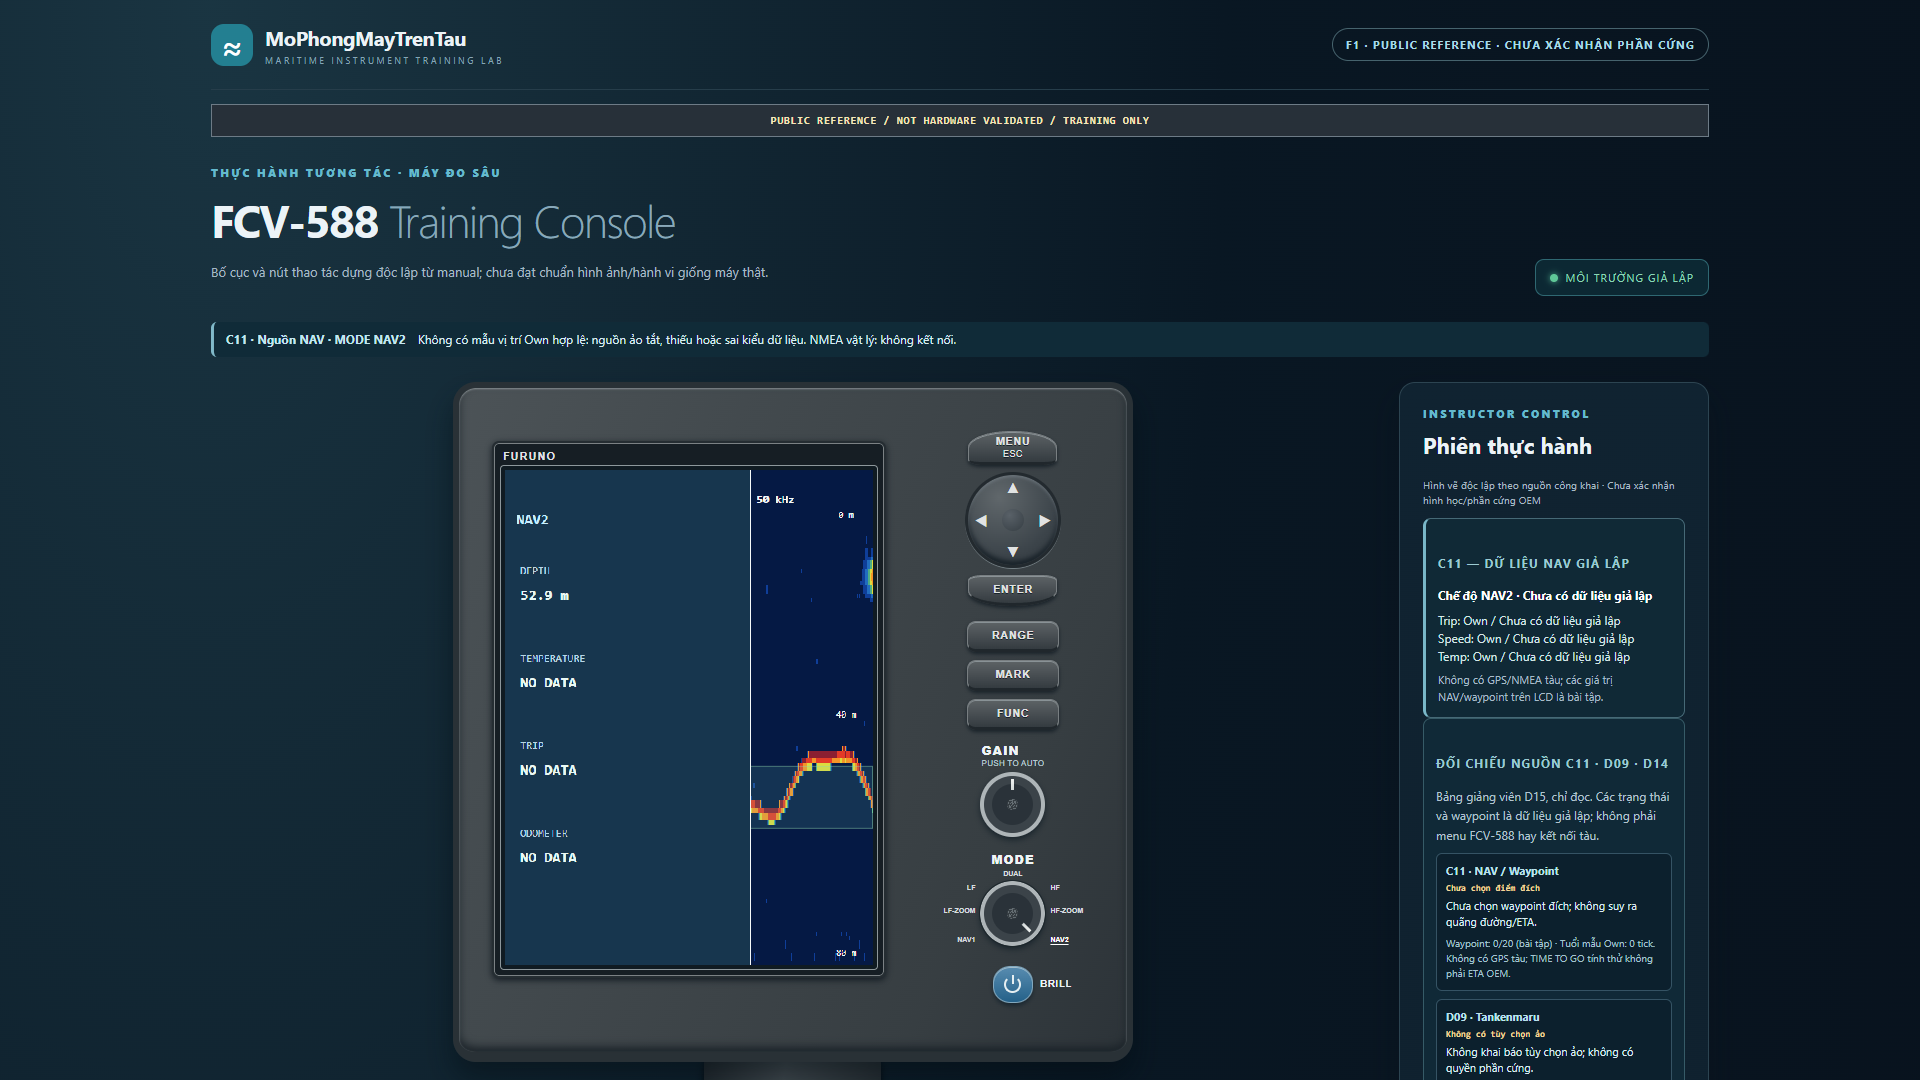 MoPhongMayTrenTau
MARITIME INSTRUMENT TRAINING LAB
F1 · PUBLIC REFERENCE · CHƯA XÁC NHẬN PHẦN CỨNG
PUBLIC REFERENCE / NOT HARDWARE VALIDATED / TRAINING ONLY
THỰC HÀNH TƯƠNG TÁC · MÁY ĐO SÂU
FCV-588 Training Console
Bố cục và nút thao tác dựng độc lập từ manual; chưa đạt chuẩn hình ảnh/hành vi giống máy thật.
MÔI TRƯỜNG GIẢ LẬP
C11 · Nguồn NAV · MODE NAV2 Không có mẫu vị trí Own hợp lệ: nguồn ảo tắt, thiếu hoặc sai kiểu dữ liệu. NMEA vật lý: không kết nối.
FURUNO
NAV2
DEPTH
52.9 m
TEMPERATURE
NO DATA
TRIP
NO DATA
ODOMETER
NO DATA
50 kHz
0 m
40 m
80 m
MENU
ESC
ENTER
RANGE
MARK
FUNC
GAIN
PUSH TO AUTO
MODE
DUAL
LF
HF
LF-ZOOM
HF-ZOOM
NAV1
NAV2
BRILL
INSTRUCTOR CONTROL
Phiên thực hành
Hình vẽ độc lập theo nguồn công khai · Chưa xác nhận
hình học/phần cứng OEM
C11 — DỮ LIỆU NAV GIẢ LẬP
Chế độ NAV2 · Chưa có dữ liệu giả lập
Trip: Own / Chưa có dữ liệu giả lập
Speed: Own / Chưa có dữ liệu giả lập
Temp: Own / Chưa có dữ liệu giả lập
Không có GPS/NMEA tàu; các giá trị
NAV/waypoint trên LCD là bài tập.
ĐỐI CHIẾU NGUỒN C11 · D09 · D14
Bảng giảng viên D15, chỉ đọc. Các trạng thái
và waypoint là dữ liệu giả lập; không phải
menu FCV-588 hay kết nối tàu.
C11 · NAV / Waypoint
Chưa chọn điểm đích
Chưa chọn waypoint đích; không suy ra
quãng đường/ETA.
Waypoint: 0/20 (bài tập) · Tuổi mẫu Own: 0 tick.
Không có GPS tàu; TIME TO GO tính thử không
phải ETA OEM.
D09 · Tankenmaru
Không có tùy chọn ảo
Không khai báo tùy chọn ảo; không có
quyền phần cứng.